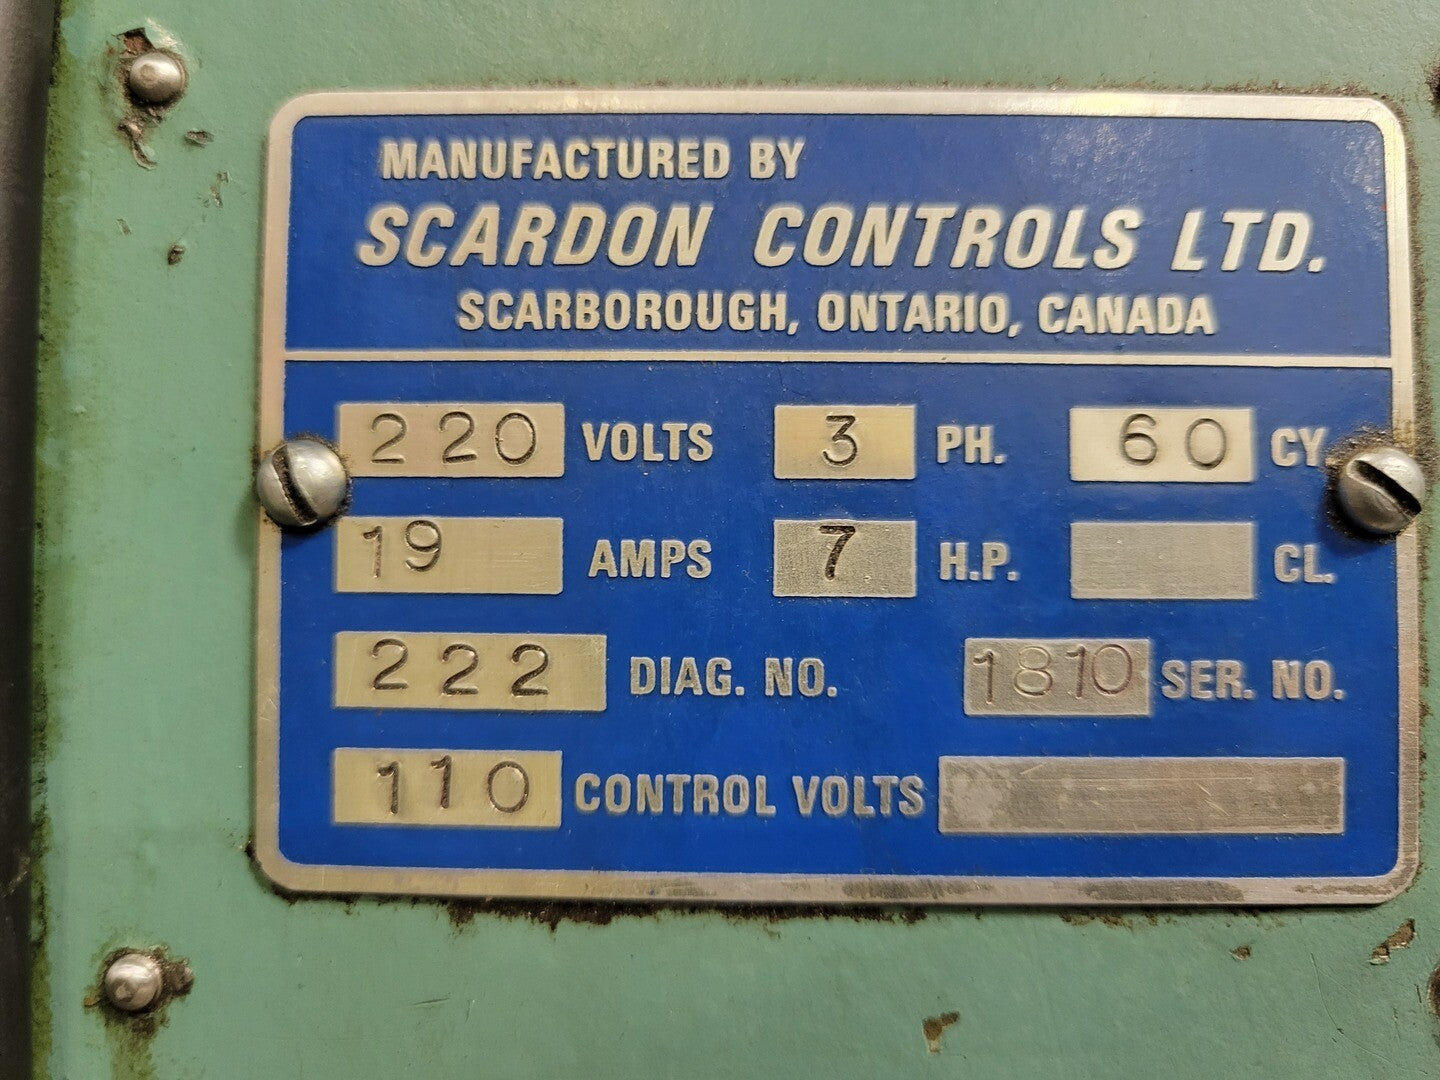 MANUFACTURED BY
SCARDON CONTROLS LTD.
SCARBOROUGH, ONTARIO, CANADA
220 VOLTS 3 PH. 60 CY
19 AMPS 7 H.P. CL.
222 DIAG. NO. 1810 SER. NO.
110 CONTROL VOLTS